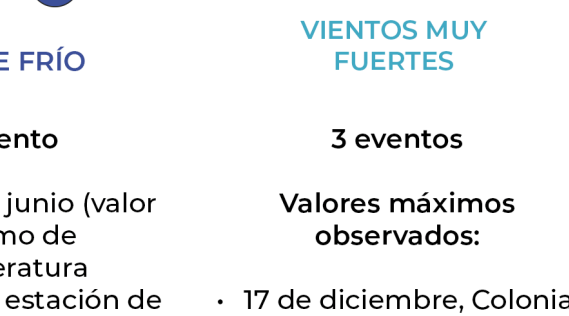 E FRÍO
ento
junio (valor
mo de
eratura
estación de
VIENTOS MUY
FUERTES
3 eventos
Valores máximos
observados:
• 17 de diciembre, Colonia